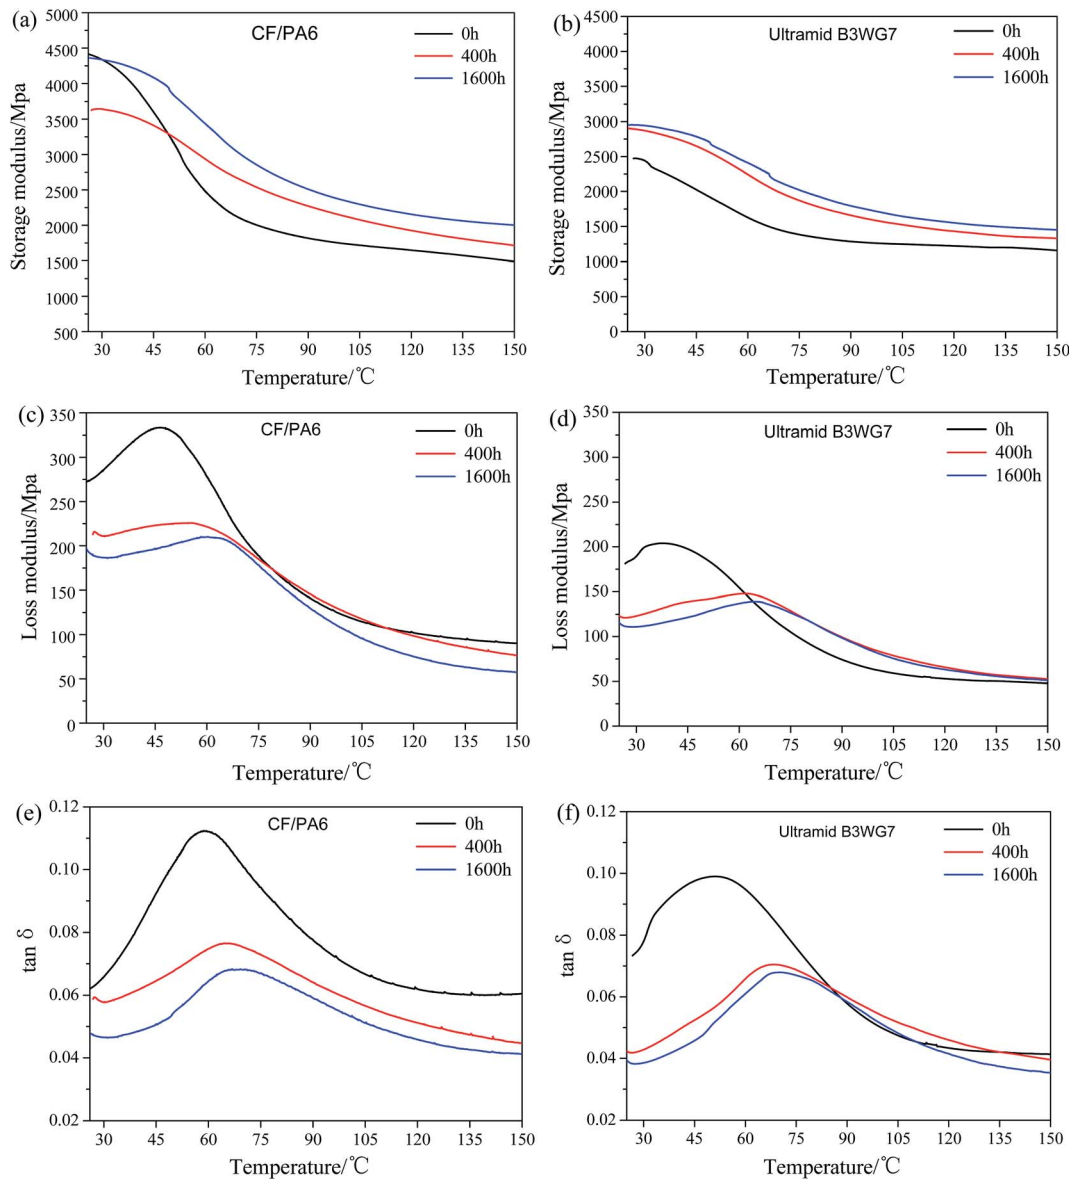 (a)
CF/PA6
0h
400h
1600h
5000
4500
4000
3500
3000
2500
2000
1500
1000
500
Storage modulus/Mpa
30 45 60 75 90 105 120 135 150
Temperature/℃
(b)
Ultramid B3WG7
0h
400h
1600h
4500
4000
3500
3000
2500
2000
1500
1000
500
0
Storage modulus/Mpa
30 45 60 75 90 105 120 135 150
Temperature/℃
(c)
CF/PA6
0h
400h
1600h
350
300
250
200
150
100
50
0
Loss modulus/Mpa
30 45 60 75 90 105 120 135 150
Temperature/℃
(d)
Ultramid B3WG7
0h
400h
1600h
350
300
250
200
150
100
50
0
Loss modulus/Mpa
30 45 60 75 90 105 120 135 150
Temperature/℃
(e)
CF/PA6
0h
400h
1600h
0.12
0.10
0.08
0.06
0.04
0.02
tan δ
30 45 60 75 90 105 120 135 150
Temperature/℃
(f)
Ultramid B3WG7
0h
400h
1600h
0.12
0.10
0.08
0.06
0.04
0.02
tan δ
30 45 60 75 90 105 120 135 150
Temperature/℃